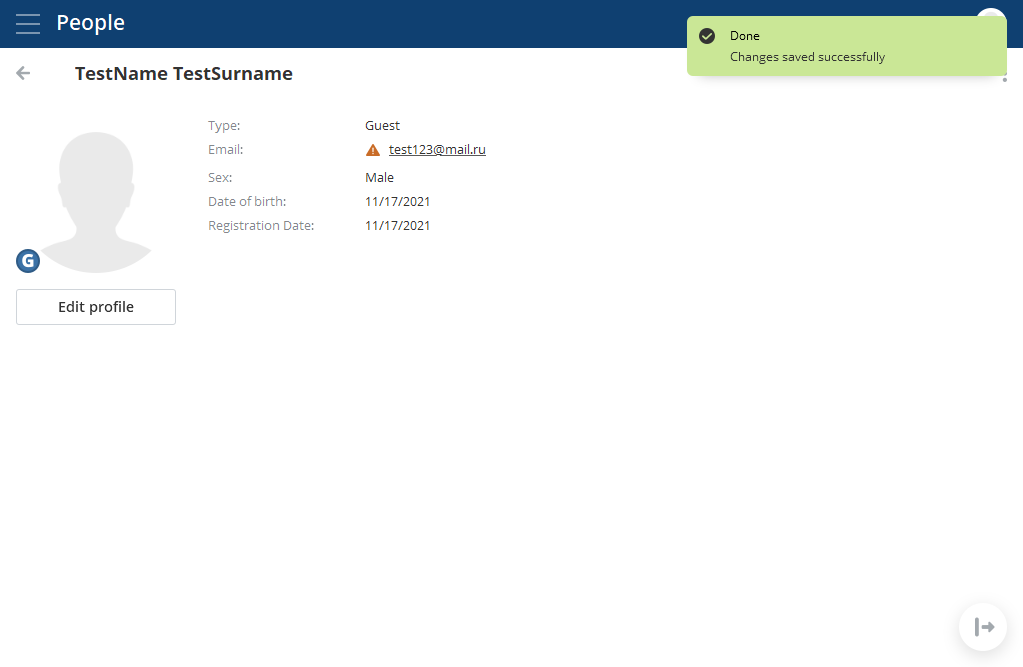 People
Done
Changes saved successfully
TestName TestSurname
Type: Guest
Email: test123@mail.ru
Sex: Male
Date of birth: 11/17/2021
Registration Date: 11/17/2021
G
Edit profile